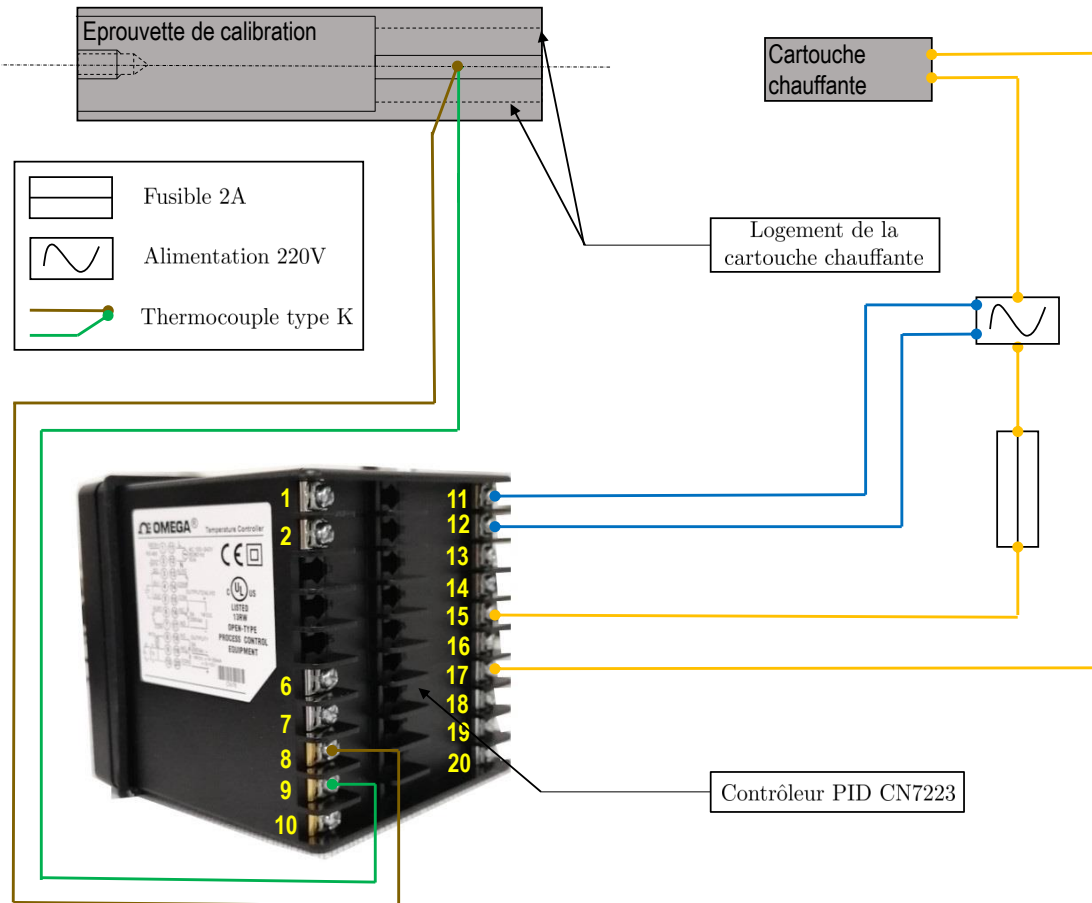 Eprouvette de calibration
Cartouche
chauffante
Fusible 2A
Alimentation 220V
Thermocouple type K
Logement de la
cartouche chauffante
1
2
6
7
8
9
10
11
12
13
14
15
16
17
18
19
20
OMEGA®
Temperature Controller
CE
C UL US
LISTED
OPEN-TYPE
PROCESS CONTROL
EQUIPMENT
Contrôleur PID CN7223